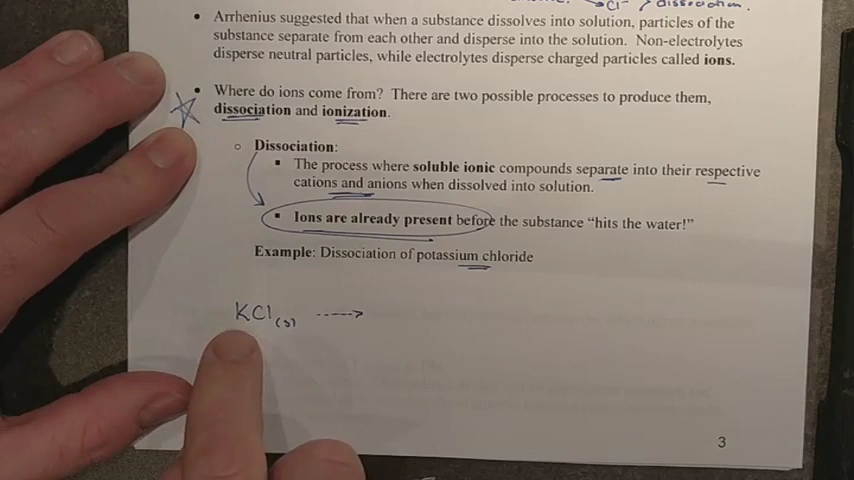 Cl⁻ dissociation.
• Arrhenius suggested that when a substance dissolves into solution, particles of the
substance separate from each other and disperse into the solution. Non-electrolytes
disperse neutral particles, while electrolytes disperse charged particles called ions.
• Where do ions come from? There are two possible processes to produce them,
dissociation and ionization.
○ Dissociation:
▪ The process where soluble ionic compounds separate into their respective
cations and anions when dissolved into solution.
▪ Ions are already present before the substance “hits the water!”
Example: Dissociation of potassium chloride
KCl(s) ---->
3